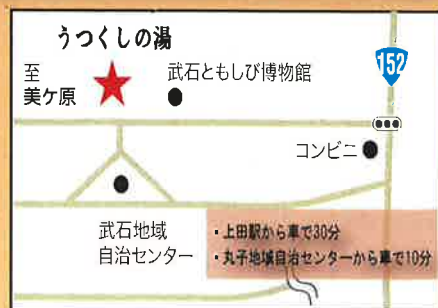 うつくしの湯
至
美ケ原
武石ともしび博物館
152
コンビニ
武石地域
自治センター
・上田駅から車で30分
・丸子地域自治センターから車で10分